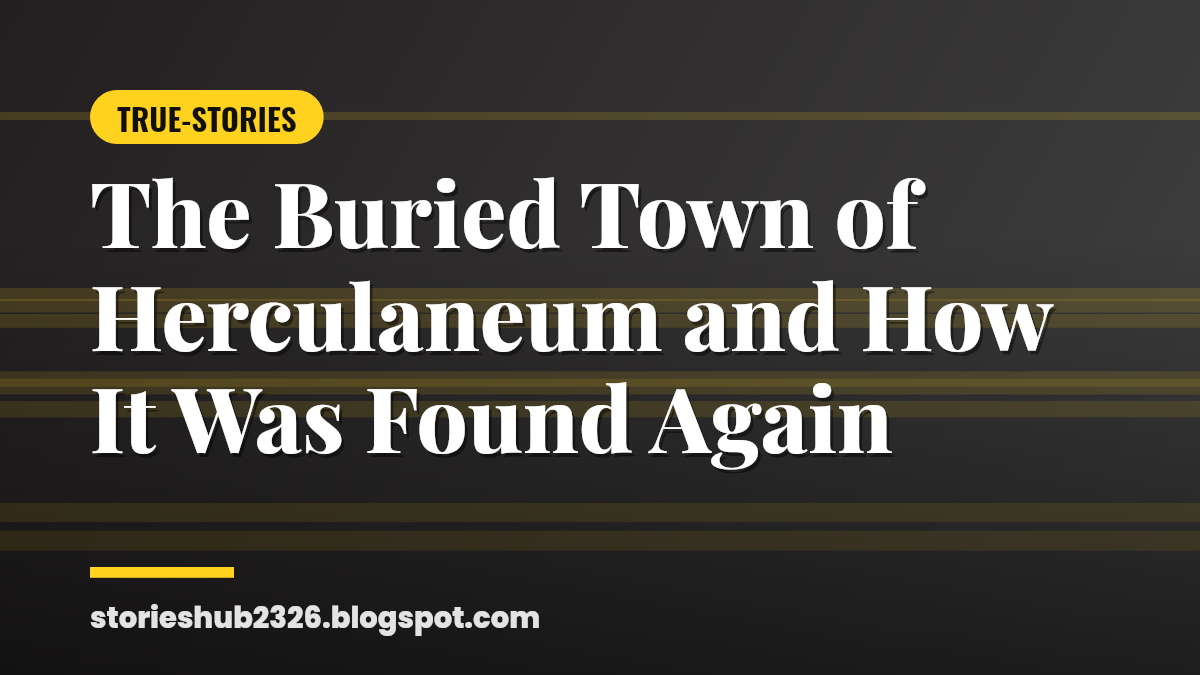 TRUE-STORIES
The Buried Town of
Herculaneum and How
It Was Found Again
storieshub2326.blogspot.com